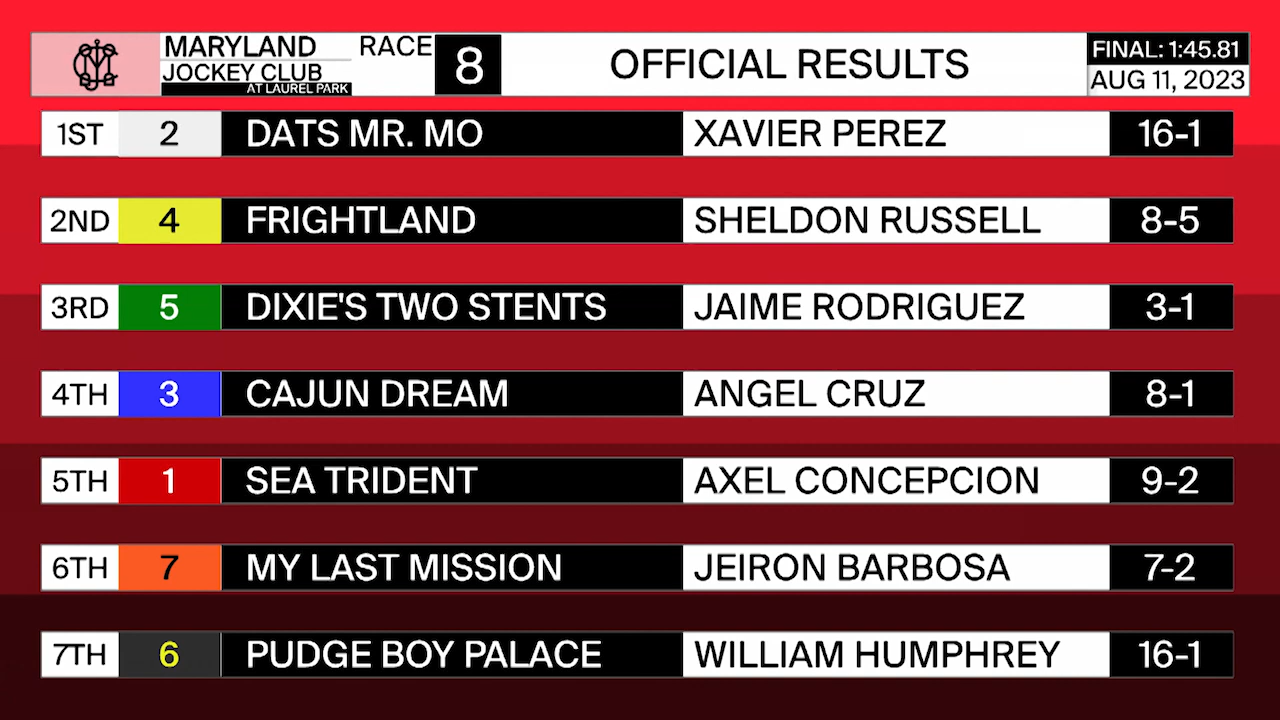 MARYLAND JOCKEY CLUB AT LAUREL PARK
RACE 8
OFFICIAL RESULTS
FINAL: 1:45.81
AUG 11, 2023
1ST 2 DATS MR. MO XAVIER PEREZ 16-1
2ND 4 FRIGHTLAND SHELDON RUSSELL 8-5
3RD 5 DIXIE'S TWO STENTS JAIME RODRIGUEZ 3-1
4TH 3 CAJUN DREAM ANGEL CRUZ 8-1
5TH 1 SEA TRIDENT AXEL CONCEPCION 9-2
6TH 7 MY LAST MISSION JEIRON BARBOSA 7-2
7TH 6 PUDGE BOY PALACE WILLIAM HUMPHREY 16-1